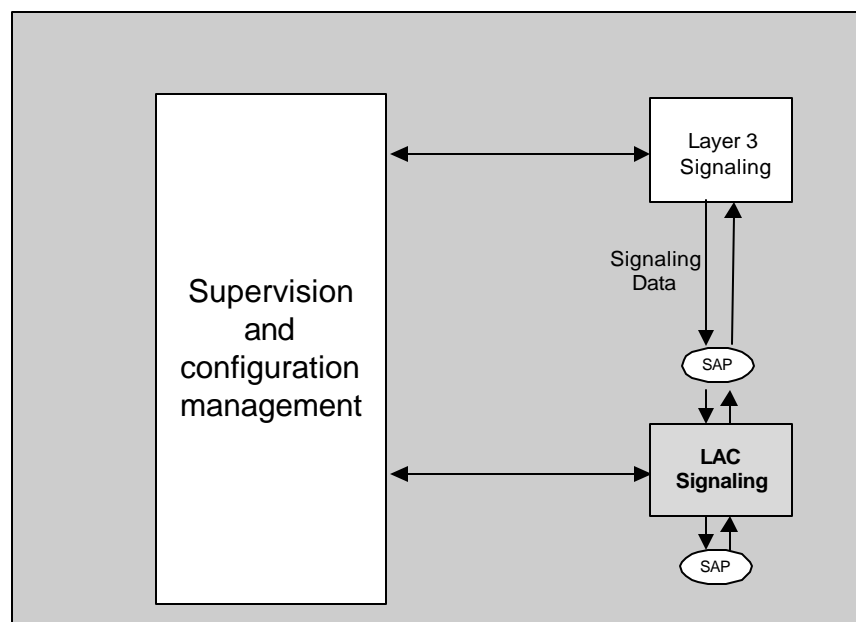 Layer 3
Signaling
Signaling
Data
Supervision
and
configuration
management
SAP
LAC
Signaling
SAP